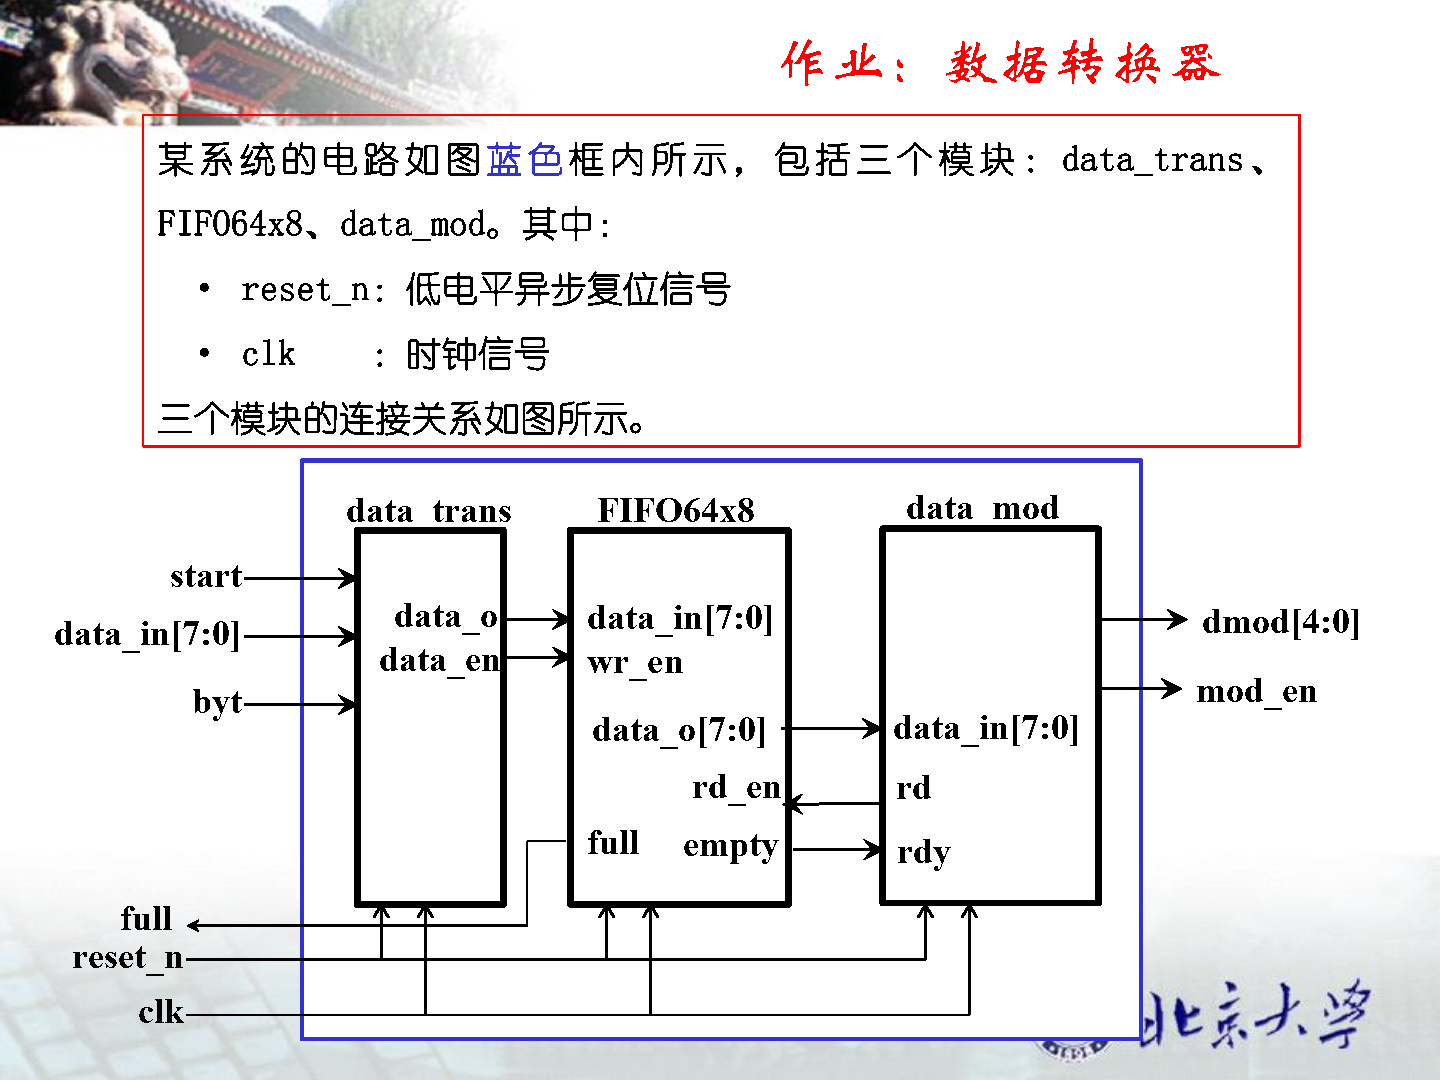 作业：数据转换器
某系统的电路如图蓝色框内所示，包括三个模块：data_trans、
FIFO64x8、data_mod。其中：
• reset_n：低电平异步复位信号
• clk ：时钟信号
三个模块的连接关系如图所示。
data_trans FIFO64x8 data_mod
start
data_in[7:0]
byt
data_o
data_en
data_in[7:0]
wr_en
data_o[7:0]
rd_en
full empty
data_in[7:0]
rd
rdy
dmod[4:0]
mod_en
full
reset_n
clk
北京大学